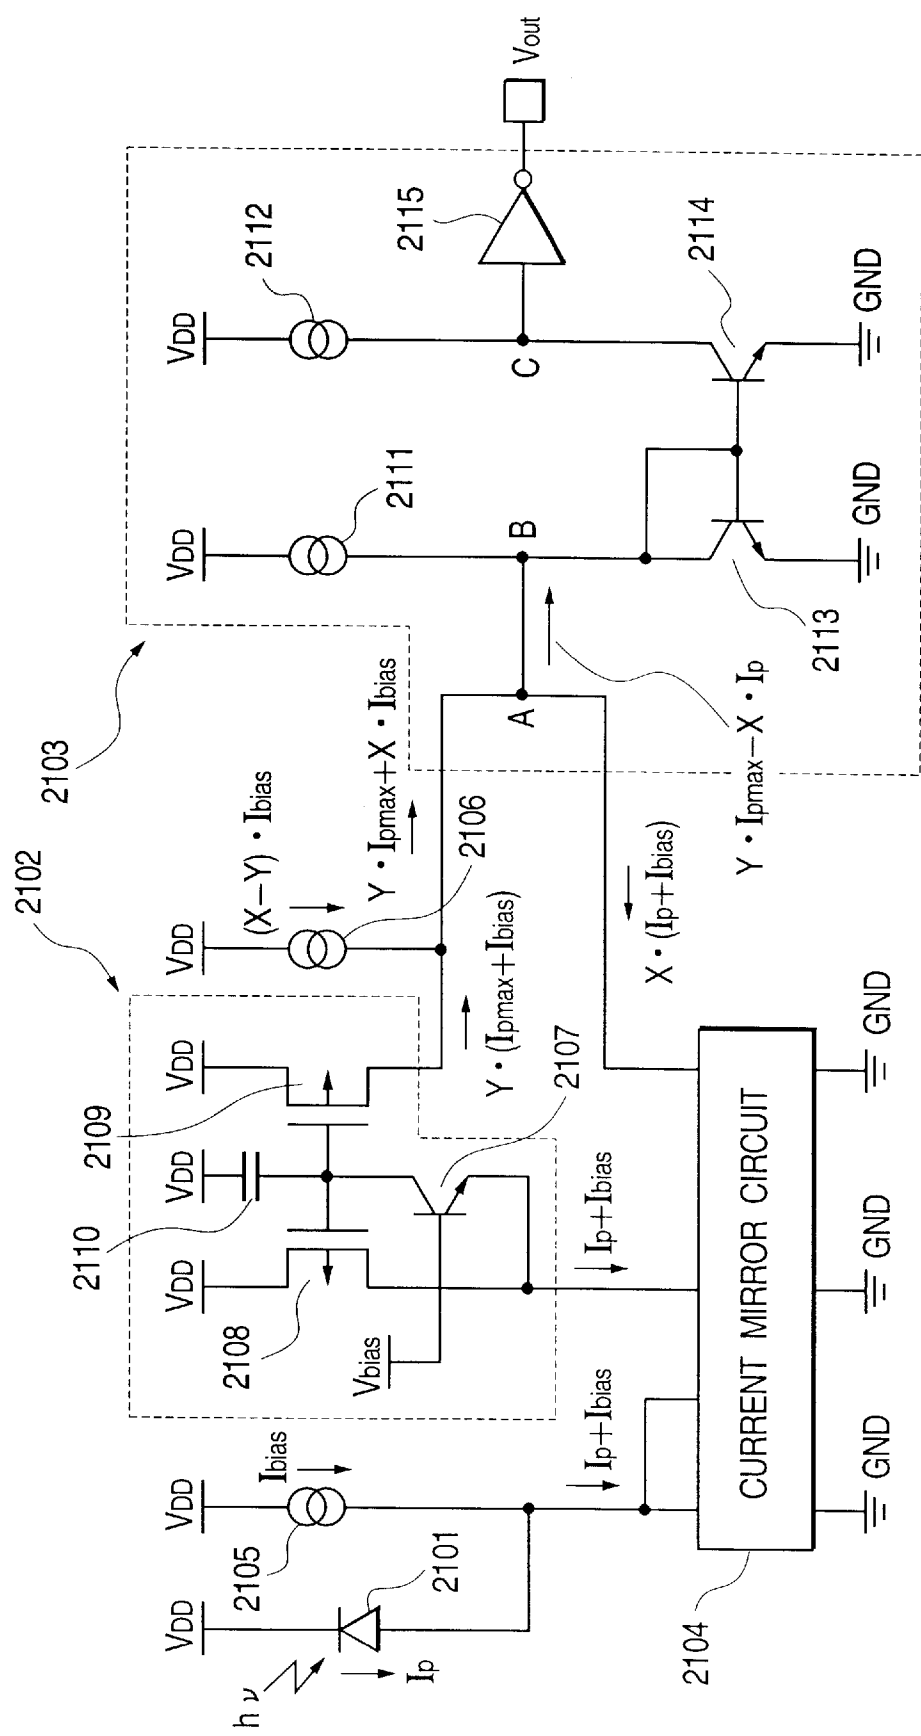 hν
VDD
Ip
2101
VDD
2105
Ibias
Ip+Ibias
2104
CURRENT MIRROR CIRCUIT
GND
GND
GND
2102
VDD
2108
Vbias
VDD
2110
2109
VDD
2107
Ip+Ibias
Y・(Ipmax+Ibias)
VDD
(X−Y)・Ibias
2106
Y・Ipmax+X・Ibias
X・(Ip+Ibias)
2103
A
Y・Ipmax−X・Ip
VDD
2111
B
2113
GND
VDD
2112
C
2114
GND
2115
Vout